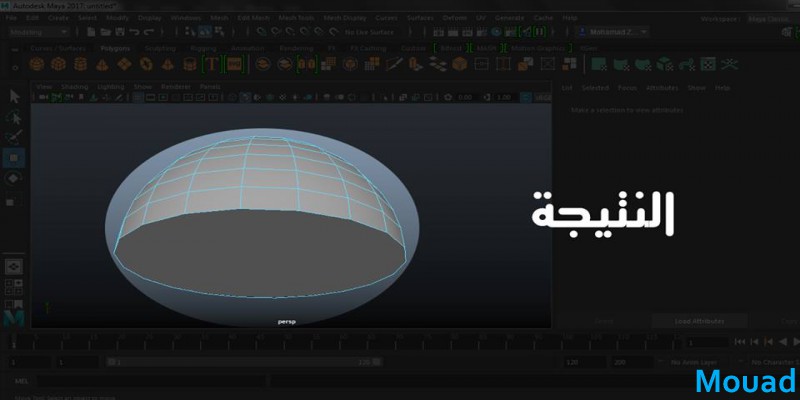 Autodesk Maya 2017: untitled*
File Edit Create Select Modify Display Windows Mesh Edit Mesh Mesh Tools Mesh Display Curves Surfaces Deform UV Generate Cache Help
Workspace: Maya Classic
Modeling
No Live Surface
Mohamad Z...
Curves / Surfaces Polygons Sculpting Rigging Animation Rendering FX FX Caching Custom Bifrost MASH Motion Graphics XGen
View Shading Lighting Show Renderer Panels
0.00 1.00
List Selected Focus Attributes Show Help
Make a selection to view attributes
النتيجة
persp
Select Load Attributes
1
1 1 1 120 120 200 No Anim Layer No Character
MEL
Mouad